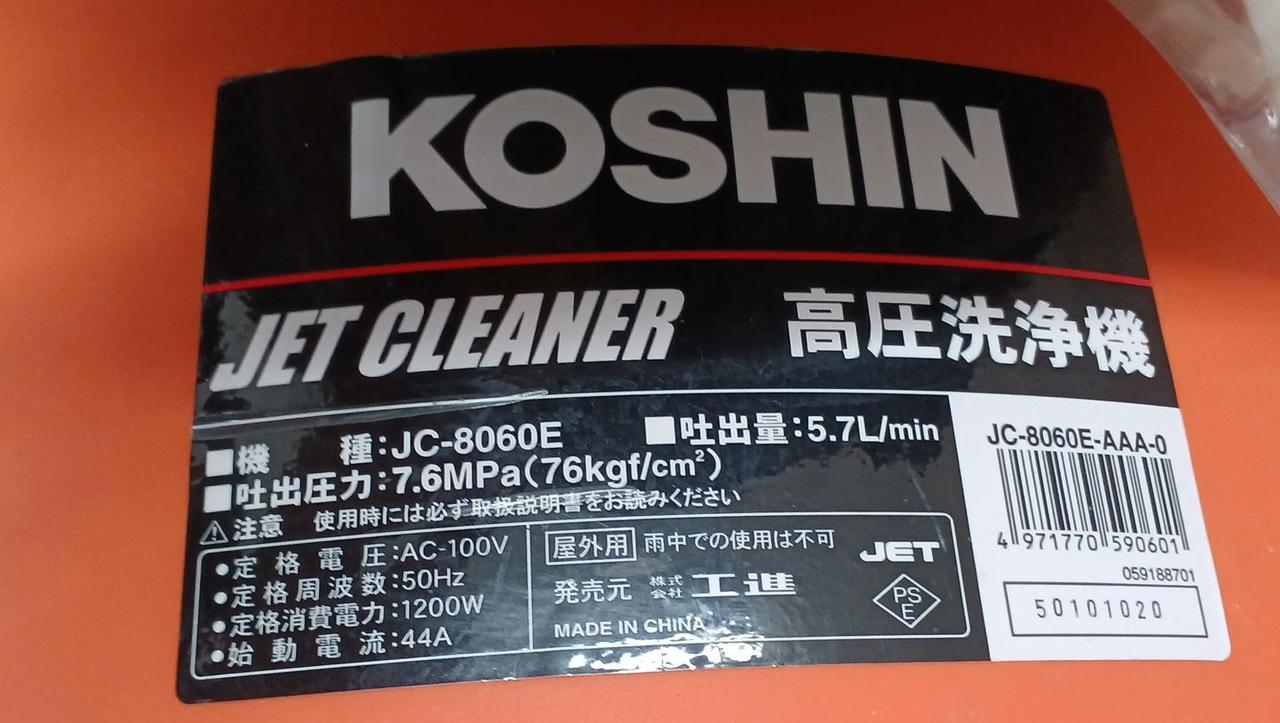 KOSHIN
JET CLEANER 高圧洗浄機
■機 種:JC-8060E ■吐出量:5.7L/min
■吐出圧力:7.6MPa(76kgf/cm²)
⚠注意 使用時には必ず取扱説明書をお読みください
●定格電圧:AC-100V
●定格周波数:50Hz
●定格消費電力:1200W
●始動電流:44A
屋外用 雨中での使用は不可
発売元 株式会社 工進
MADE IN CHINA
JET
PSE
JC-8060E-AAA-0
4 971770 590601
059188701
50101020